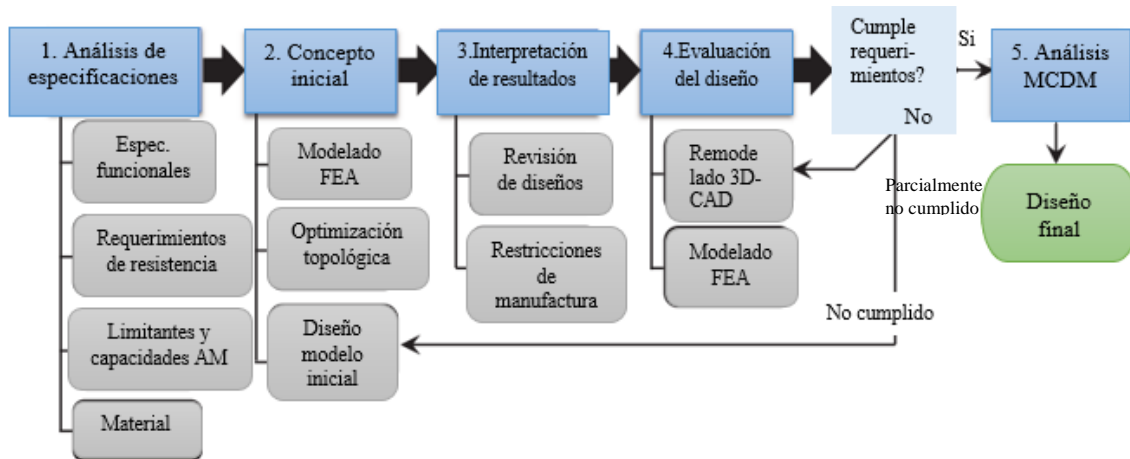 1. Análisis de
especificaciones
2. Concepto
inicial
3.Interpretación
de resultados
4.Evaluación
del diseño
Cumple
requeri-
mientos?
No
Si
5. Análisis
MCDM
Espec.
funcionales
Requerimientos
de resistencia
Limitantes y
capacidades AM
Material
Modelado
FEA
Optimización
topológica
Diseño
modelo
inicial
Revisión
de diseños
Restricciones
de
manufactura
Remode
lado 3D-
CAD
Modelado
FEA
Parcialmente
no cumplido
No cumplido
Diseño
final